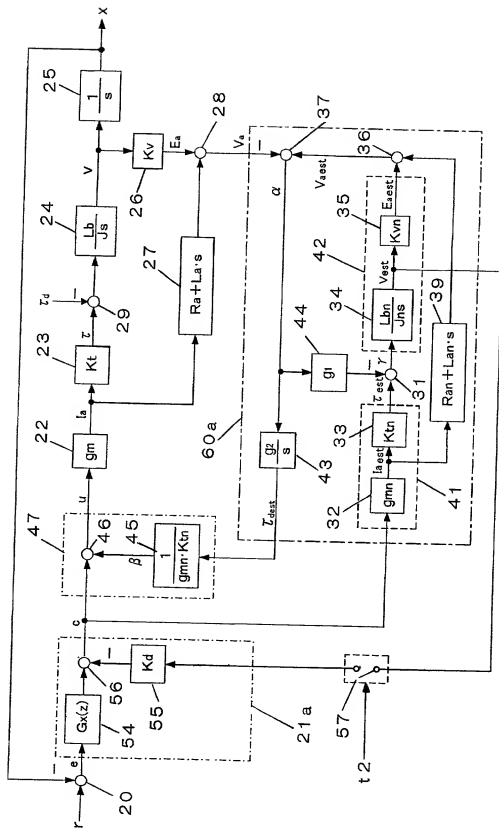 r
20
e
54
Gx(z)
56
Kd
55
21a
57
t2
c
47
46
45
β
1
gmn·Ktn
u
22
gm
Ia
23
Kt
τ
τd
29
24
Lb
Js
v
25
1
s
x
26
Kv
Ea
27
Ra+La·s
28
Va
60a
37
α
Vaest
36
43
g2
s
τdest
44
g1
32
gmn
Iaest
33
Ktn
41
τest
31
γ
34
Lbn
Jns
42
Vest
35
Kvn
Eaest
39
Ran+Lan·s